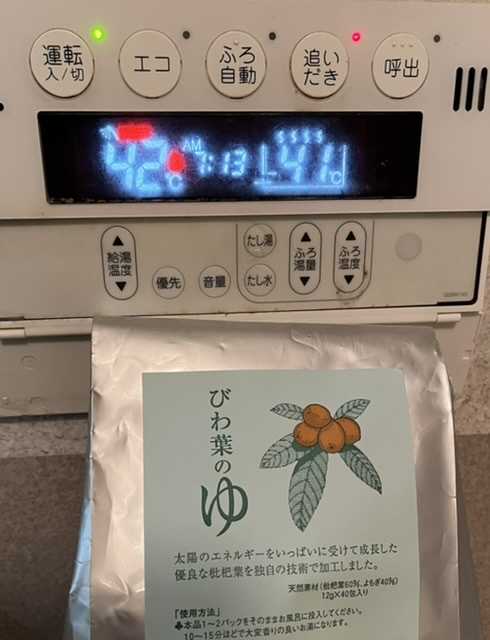 運転
入/切
エコ
ふろ
自動
追い
だき
呼出
42℃
AM
7:13
41℃
給湯
温度
優先
音量
たし湯
たし水
ふろ
湯量
ふろ
温度
びわ葉の
ゆ
太陽のエネルギーをいっぱいに受けて成長した
優良な枇杷葉を独自の技術で加工しました。
天然素材(枇杷葉60%、よもぎ40%)
12g×40包入り
「使用方法」
♣本品1〜2パックをそのままお風呂に投入してください。
10〜15分ほどで大変香りの良いお湯になります。